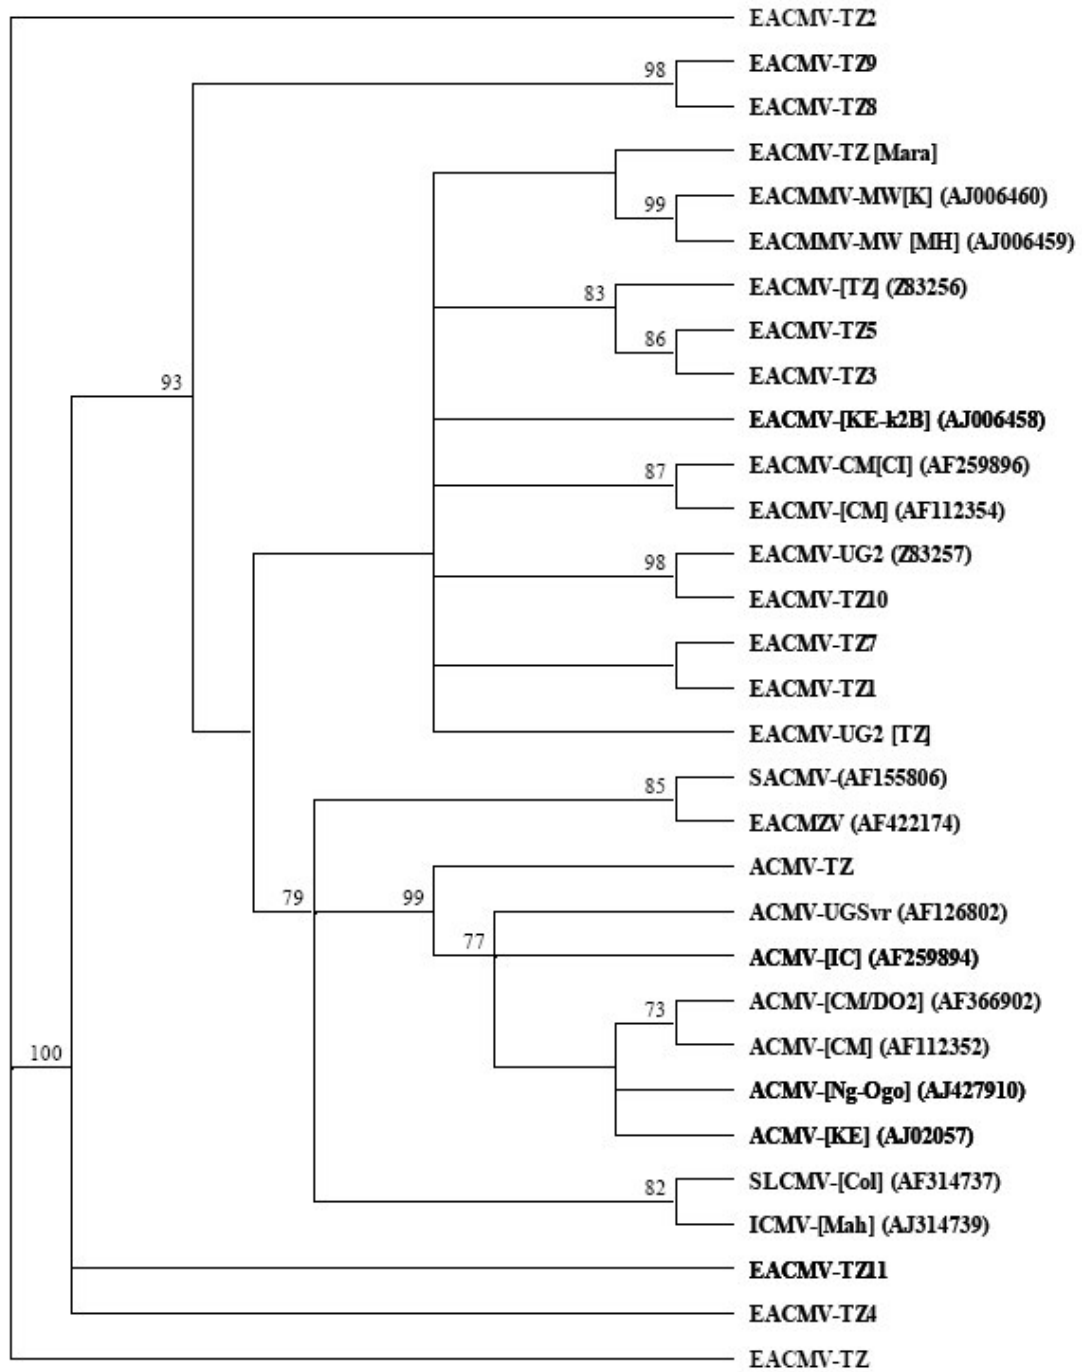 EACMV-TZ2
EACMV-TZ9
98
EACMV-TZ8
EACMV-TZ [Mara]
EACMMV-MW[K] (AJ006460)
99
EACMMV-MW [MH] (AJ006459)
EACMV-[TZ] (Z83256)
83
EACMV-TZ5
86
EACMV-TZ3
93
EACMV-[KE-k2B] (AJ006458)
EACMV-CM[CI] (AF259896)
87
EACMV-[CM] (AF112354)
EACMV-UG2 (Z83257)
98
EACMV-TZ10
EACMV-TZ7
EACMV-TZ1
EACMV-UG2 [TZ]
SACMV-(AF155806)
85
EACMZV (AF422174)
ACMV-TZ
79
99
ACMV-UGSvr (AF126802)
77
ACMV-[IC] (AF259894)
ACMV-[CM/DO2] (AF366902)
73
ACMV-[CM] (AF112352)
100
ACMV-[Ng-Ogo] (AJ427910)
ACMV-[KE] (AJ02057)
SLCMV-[Col] (AF314737)
82
ICMV-[Mah] (AJ314739)
EACMV-TZ11
EACMV-TZ4
EACMV-TZ